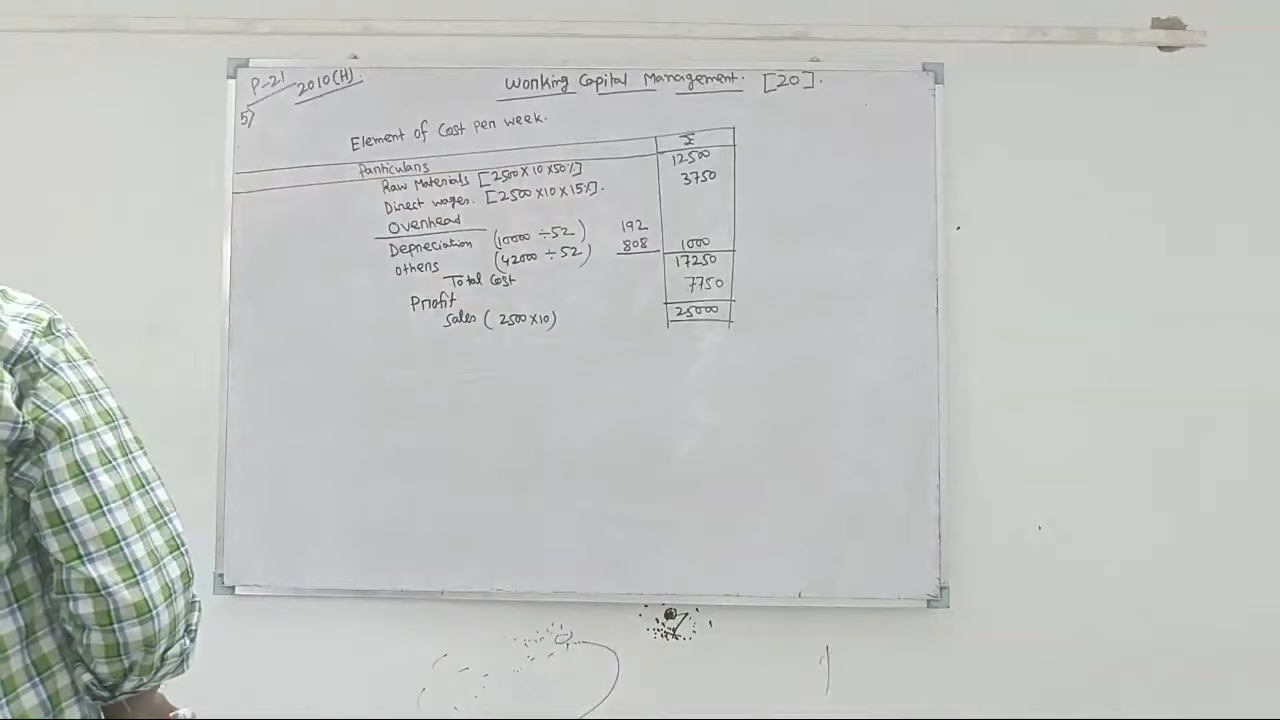 P-21 2010(H). Working Capital Management. [20].
5)
Element of Cost per week.
Particulars ₹
Raw Materials [2500×10×50%] 12500
Direct wages. [2500×10×15%]. 3750
Overhead
Depreciation (10000÷52) 192
others (42000÷52) 808 1000
Total Cost 17250
Profit 7750
Sales (2500×10) 25000